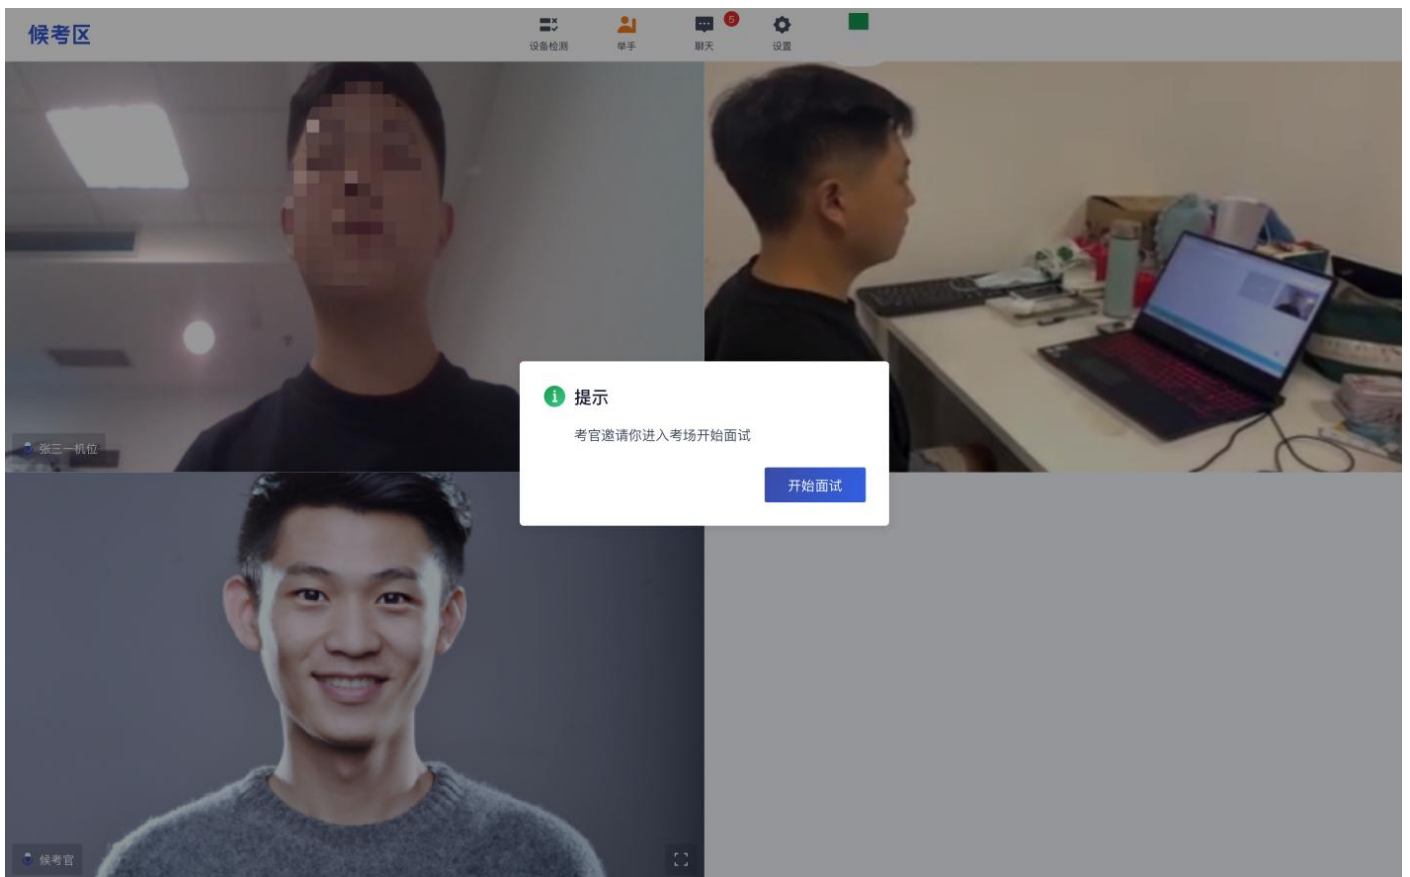 候考区
设备检测
举手
聊天
5
设置
提示
考官邀请你进入考场开始面试
开始面试
张三一机位
候考官